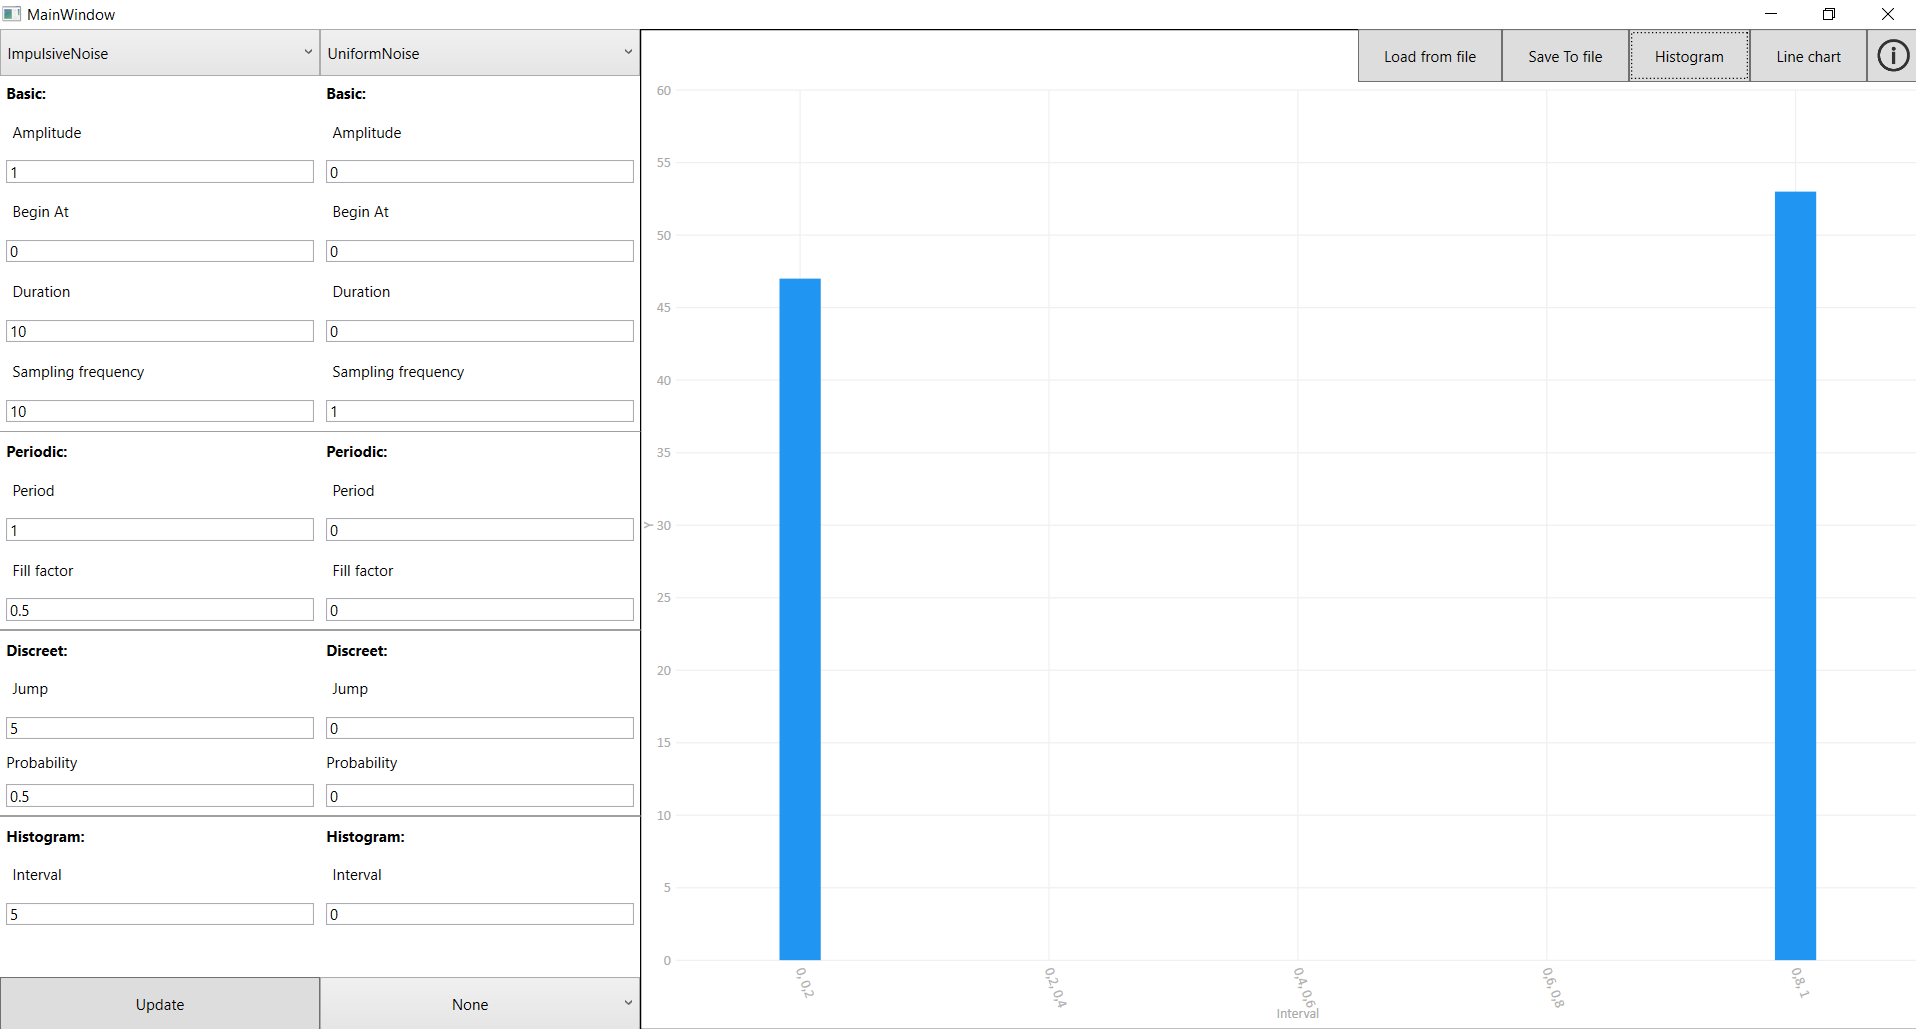 MainWindow
ImpulsiveNoise UniformNoise
Load from file Save To file Histogram Line chart
Basic: Basic:
Amplitude Amplitude
1 0
Begin At Begin At
0 0
Duration Duration
10 0
Sampling frequency Sampling frequency
10 1
Periodic: Periodic:
Period Period
1 0
Fill factor Fill factor
0.5 0
Discreet: Discreet:
Jump Jump
5 0
Probability Probability
0.5 0
Histogram: Histogram:
Interval Interval
5 0
Update None
60
55
50
45
40
35
Y 30
25
20
15
10
5
0
0, 0,2 0,2, 0,4 0,4, 0,6 0,6, 0,8 0,8, 1
Interval